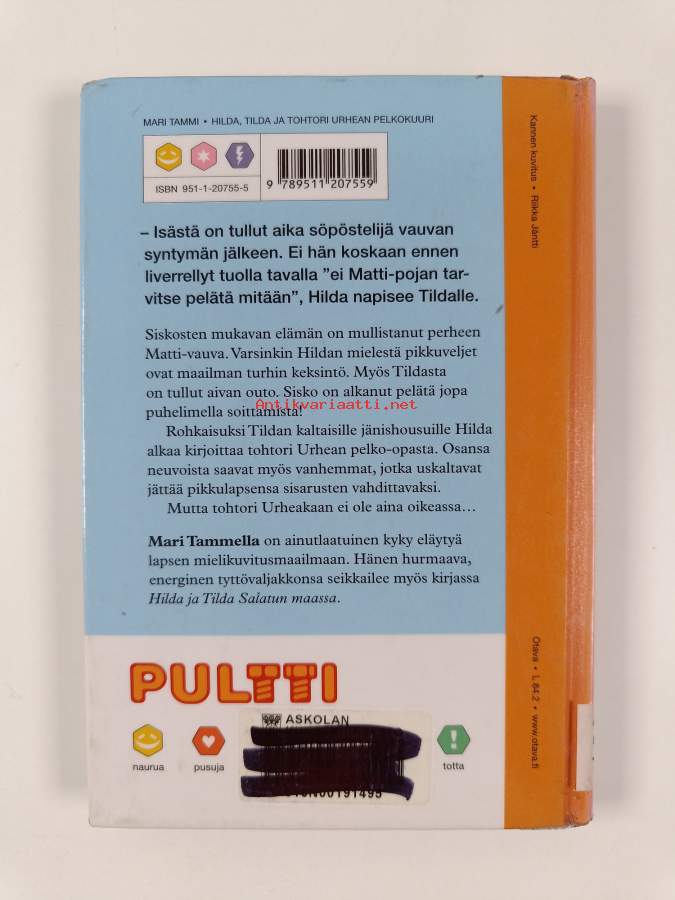 MARI TAMMI • HILDA, TILDA JA TOHTORI URHEAN PELKOKUURI
ISBN 951-1-20755-5
9 789511 207559
– Isästä on tullut aika söpöstelijä vauvan
syntymän jälkeen. Ei hän koskaan ennen
liverrellyt tuolla tavalla ”ei Matti-pojan tar-
vitse pelätä mitään”, Hilda napisee Tildalle.
Siskosten mukavan elämän on mullistanut perheen
Matti-vauva. Varsinkin Hildan mielestä pikkuveljet
ovat maailman turhin keksintö. Myös Tildasta
on tullut aivan outo. Sisko on alkanut pelätä jopa
puhelimella soittamista!
Antikvariaatti.net
Rohkaisuksi Tildan kaltaisille jänishousuille Hilda
alkaa kirjoittaa tohtori Urhean pelko-opasta. Osansa
neuvoista saavat myös vanhemmat, jotka uskaltavat
jättää pikkulapsensa sisarusten vahdittavaksi.
Mutta tohtori Urheakaan ei ole aina oikeassa…
Mari Tammella on ainutlaatuinen kyky eläytyä
lapsen mielikuvitusmaailmaan. Hänen hurmaava,
energinen tyttövaljakkonsa seikkailee myös kirjassa
Hilda ja Tilda Salatun maassa.
PULTTI
naurua
pusuja
ASKOLAN
totta
Kannen kuvitus • Riikka Jäntti
Otava • L 84.2 • www.otava.fi